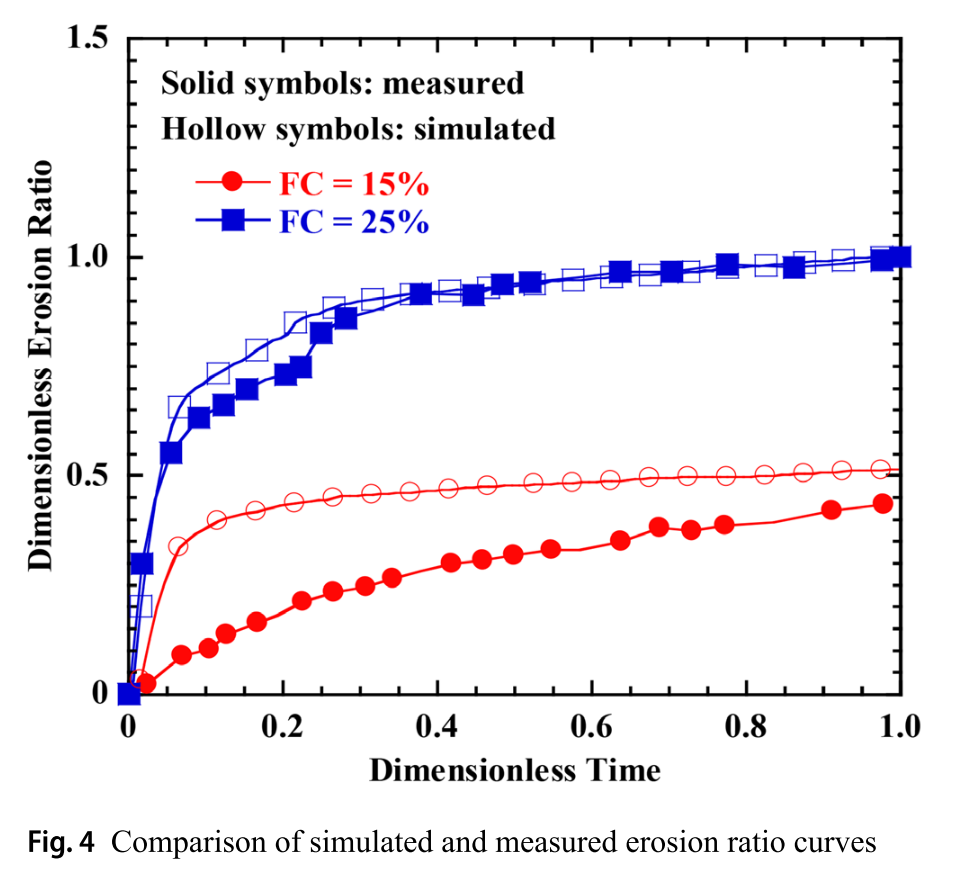 1.5
Solid symbols: measured
Hollow symbols: simulated
FC = 15%
FC = 25%
1.0
0.5
0
Dimensionless Erosion Ratio
0 0.2 0.4 0.6 0.8 1.0
Dimensionless Time
Fig. 4 Comparison of simulated and measured erosion ratio curves